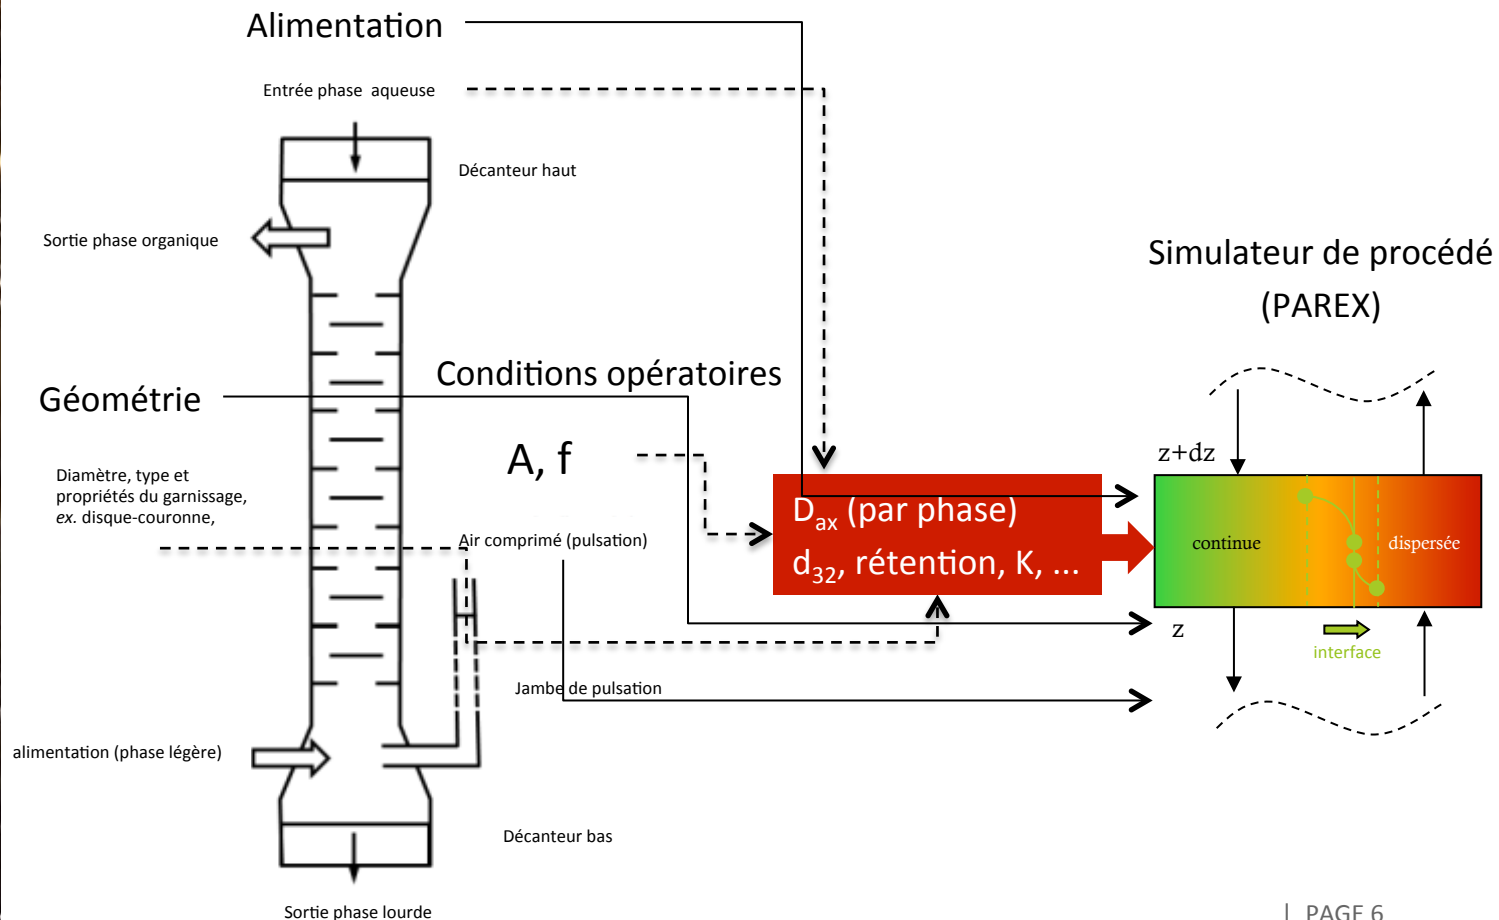 Alimentation
Entrée phase aqueuse
Décanteur haut
Sortie phase organique
Simulateur de procédé
(PAREX)
Conditions opératoires
Géométrie
A, f
Diamètre, type et
propriétés du garnissage,
ex. disque-couronne,
z+dz
Dax (par phase)
d32, rétention, K, ...
Air comprimé (pulsation)
continue
dispersée
z
interface
Jambe de pulsation
alimentation (phase légère)
Décanteur bas
Sortie phase lourde
| PAGE 6